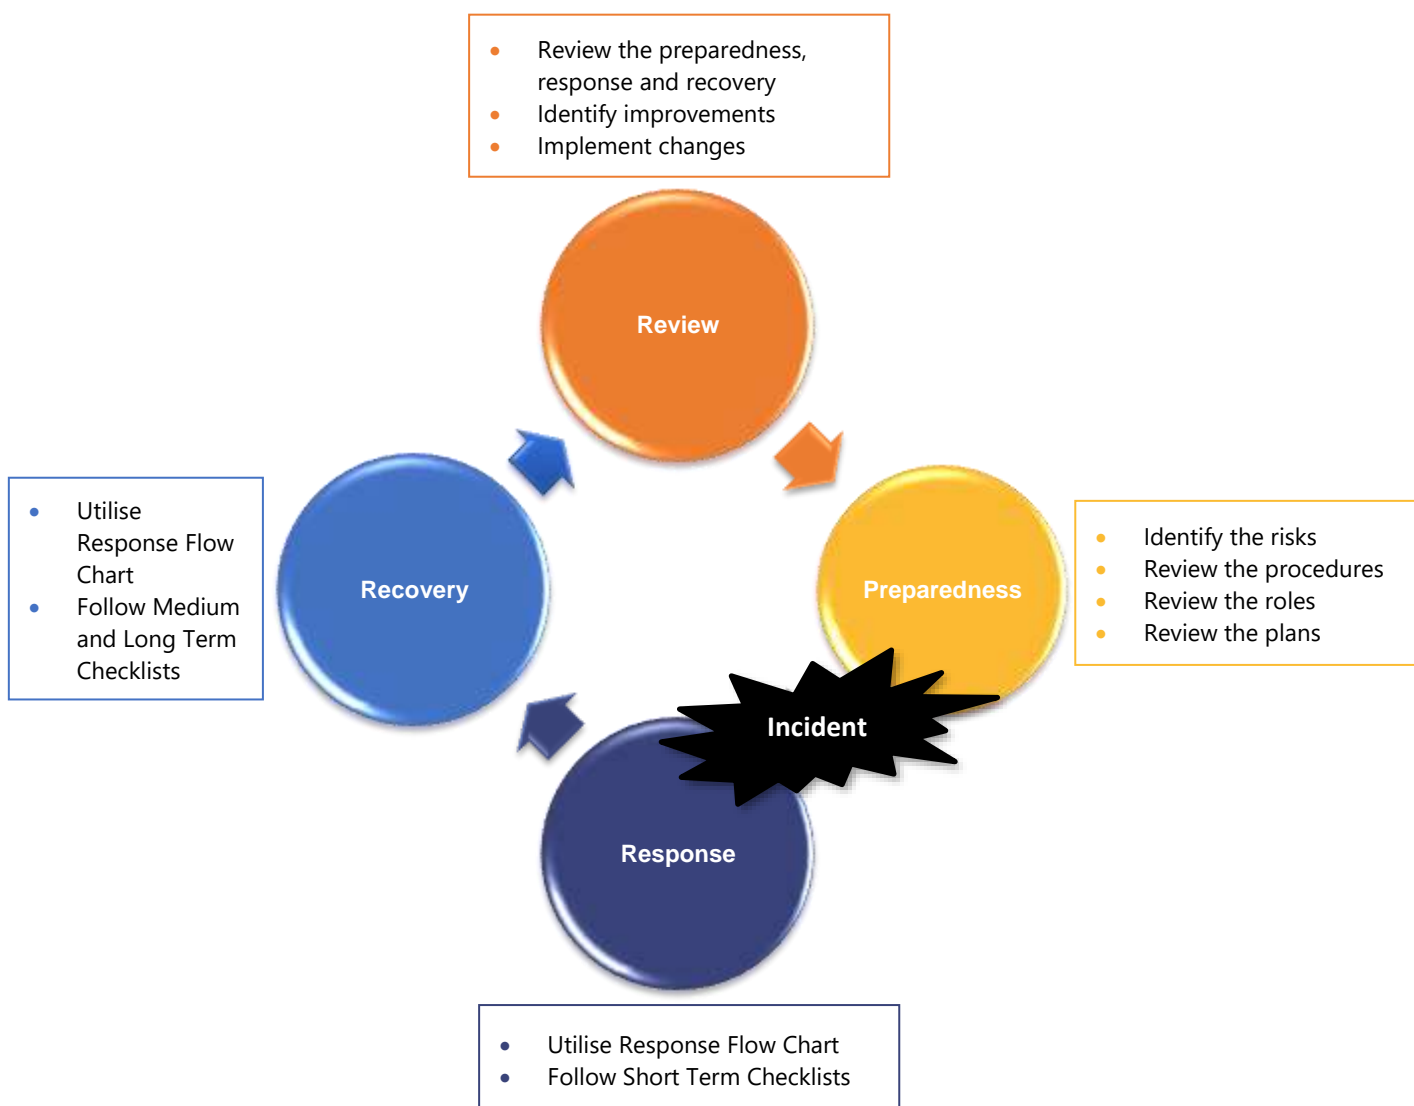 Review the preparedness,
response and recovery
Identify improvements
Implement changes
Review
Utilise
Response Flow
Chart
Follow Medium
and Long Term
Checklists
Recovery
Preparedness
Identify the risks
Review the procedures
Review the roles
Review the plans
Incident
Response
Utilise Response Flow Chart
Follow Short Term Checklists